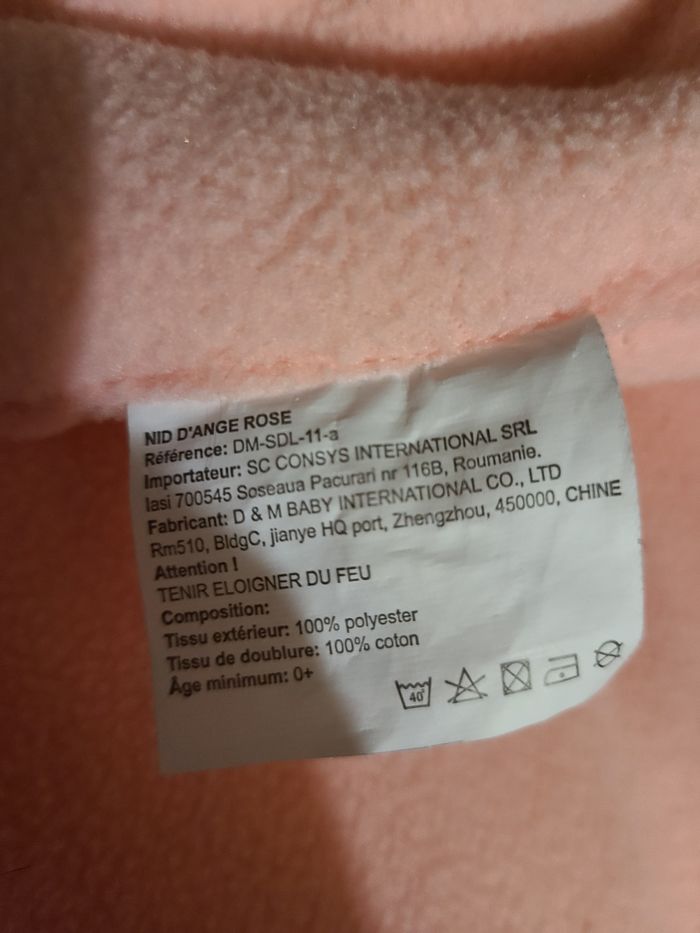 NID D'ANGE ROSE
Référence: DM-SDL-11-a
Importateur: SC CONSYS INTERNATIONAL SRL
Iasi 700545 Soseaua Pacurari nr 116B, Roumanie.
Fabricant: D & M BABY INTERNATIONAL CO., LTD
Rm510, BldgC, jianye HQ port, Zhengzhou, 450000, CHINE
Attention !
TENIR ELOIGNER DU FEU
Composition:
Tissu extérieur: 100% polyester
Tissu de doublure: 100% coton
Âge minimum: 0+
40°